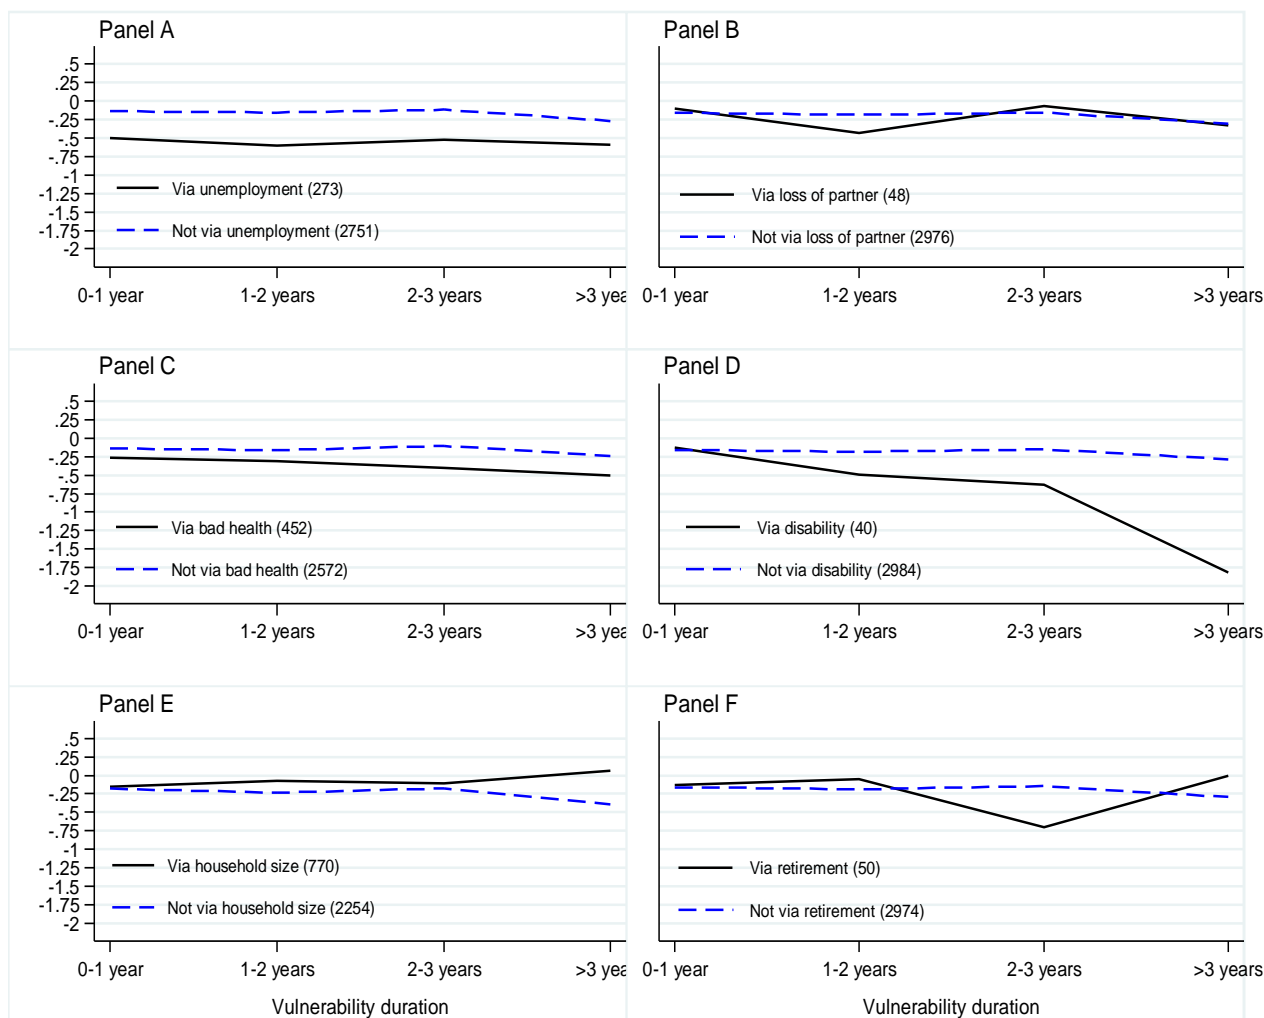 Panel A
.5
.25
0
-.25
-.5
-.75
-1
-1.25
-1.5
-1.75
-2
Via unemployment (273)
Not via unemployment (2751)
0-1 year
1-2 years
2-3 years
>3 yea
Panel B
Via loss of partner (48)
Not via loss of partner (2976)
0-1 year
1-2 years
2-3 years
>3 years
Panel C
.5
.25
0
-.25
-.5
-.75
-1
-1.25
-1.5
-1.75
-2
Via bad health (452)
Not via bad health (2572)
0-1 year
1-2 years
2-3 years
>3 yea
Panel D
Via disability (40)
Not via disability (2984)
0-1 year
1-2 years
2-3 years
>3 years
Panel E
.5
.25
0
-.25
-.5
-.75
-1
-1.25
-1.5
-1.75
-2
Via household size (770)
Not via household size (2254)
0-1 year
1-2 years
2-3 years
>3 yea
Vulnerability duration
Panel F
Via retirement (50)
Not via retirement (2974)
0-1 year
1-2 years
2-3 years
>3 years
Vulnerability duration